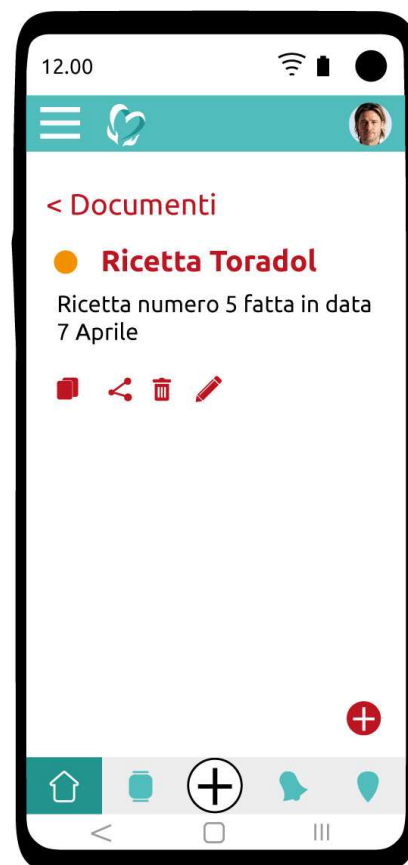 12.00
< Documenti
Ricetta Toradol
Ricetta numero 5 fatta in data
7 Aprile